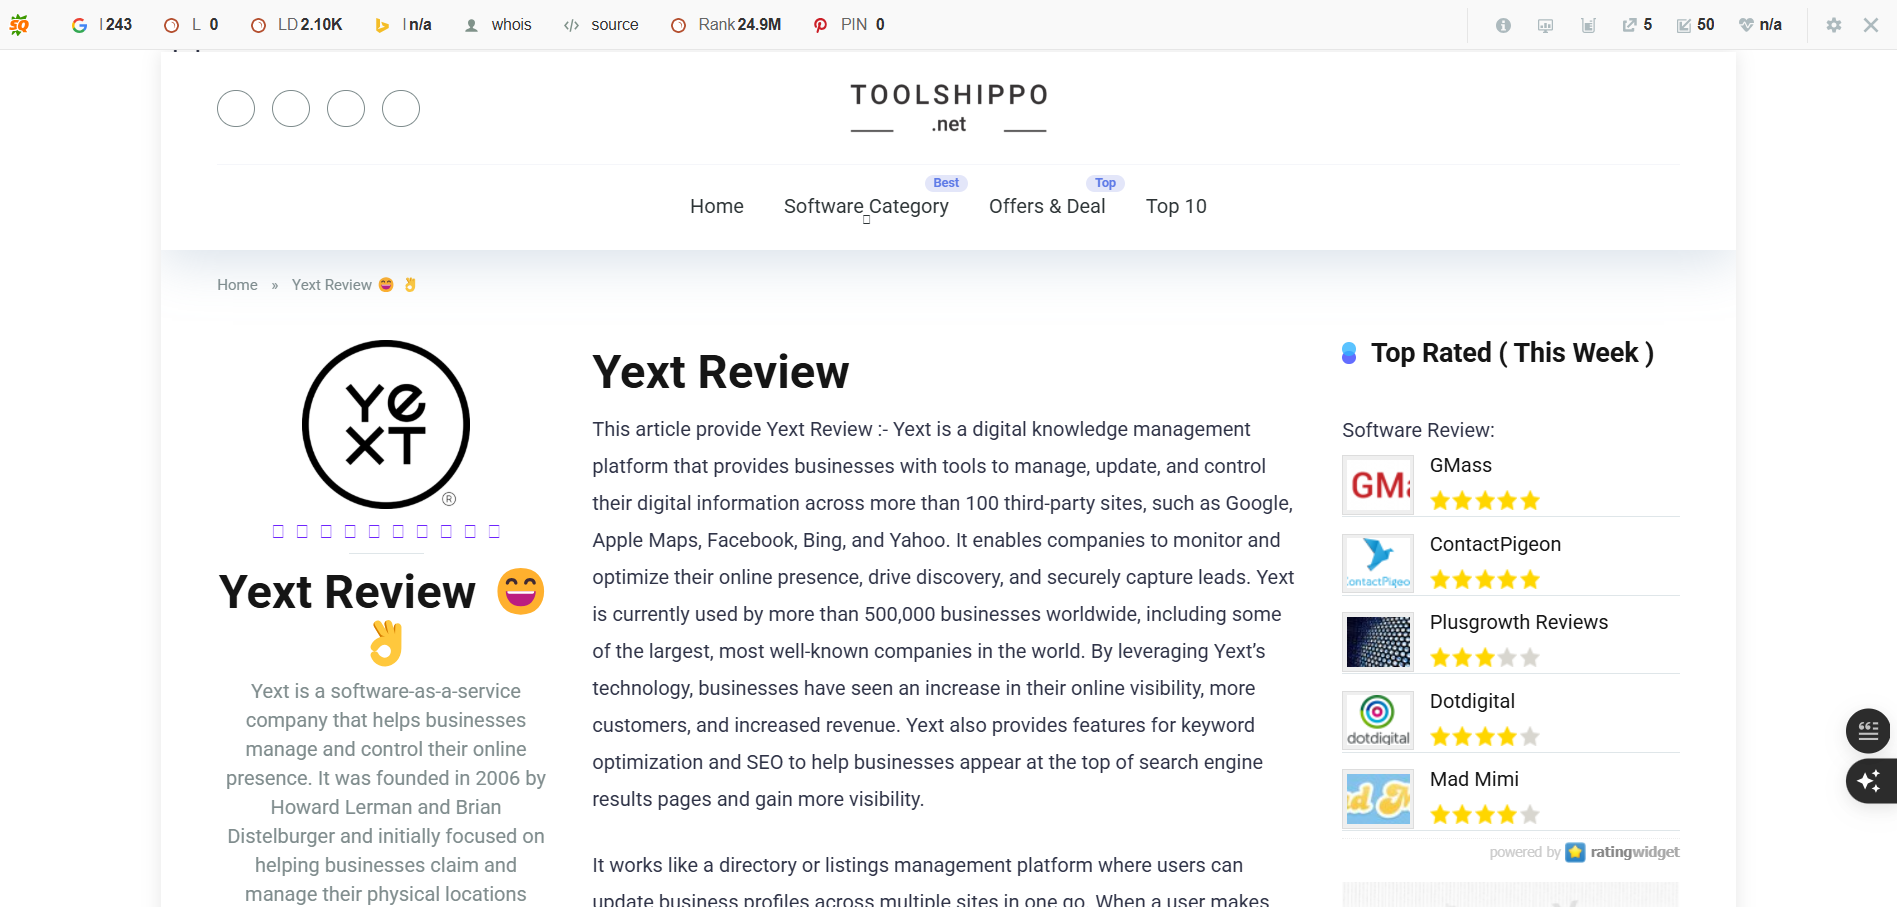 I 243 L 0 LD 2.10K I n/a whois source Rank 24.9M PIN 0 5 50 n/a
TOOLSHIPPO
.net
Best Top
Home Software Category Offers & Deal Top 10
Home » Yext Review 😄 👌
YeXT
®
Yext Review 😄
👌
Yext is a software-as-a-service
company that helps businesses
manage and control their online
presence. It was founded in 2006 by
Howard Lerman and Brian
Distelburger and initially focused on
helping businesses claim and
manage their physical locations
Yext Review
This article provide Yext Review :- Yext is a digital knowledge management
platform that provides businesses with tools to manage, update, and control
their digital information across more than 100 third-party sites, such as Google,
Apple Maps, Facebook, Bing, and Yahoo. It enables companies to monitor and
optimize their online presence, drive discovery, and securely capture leads. Yext
is currently used by more than 500,000 businesses worldwide, including some
of the largest, most well-known companies in the world. By leveraging Yext’s
technology, businesses have seen an increase in their online visibility, more
customers, and increased revenue. Yext also provides features for keyword
optimization and SEO to help businesses appear at the top of search engine
results pages and gain more visibility.
It works like a directory or listings management platform where users can
update business profiles across multiple sites in one go. When a user makes
Top Rated ( This Week )
Software Review:
GMass
ContactPigeon
ContactPigeo
Plusgrowth Reviews
Dotdigital
dotdigital
Mad Mimi
powered by ratingwidget